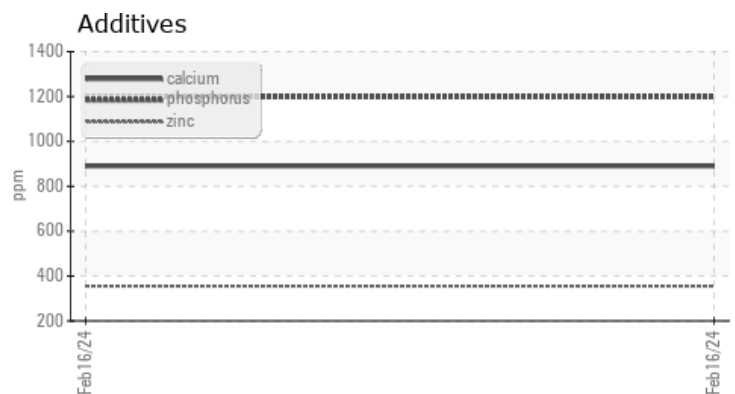 Additives
1400
1200
1000
800
600
400
200
ppm
calcium
phosphorus
zinc
Feb16/24
Feb16/24